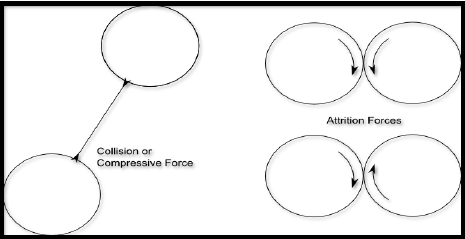 Attrition Forces
Collision or
Compressive Force